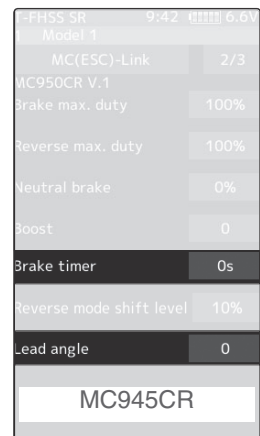 T-FHSS SR 9:42 6.6V
1 Model 1
MC(ESC)-Link 2/3
MC950CR V.1
Brake max. duty 100%
Reverse max. duty 100%
Neutral brake 0%
Boost 0
Brake timer 0s
Reverse mode shift level 10%
Lead angle 0
MC945CR